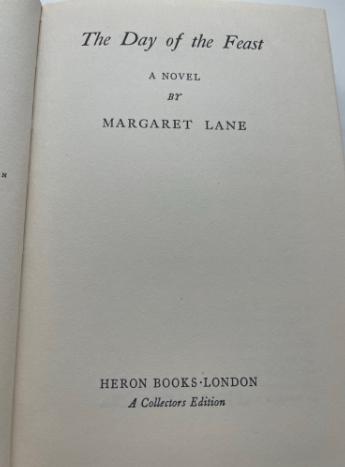 The Day of the Feast
A NOVEL
BY
MARGARET LANE
HERON BOOKS·LONDON
A Collectors Edition